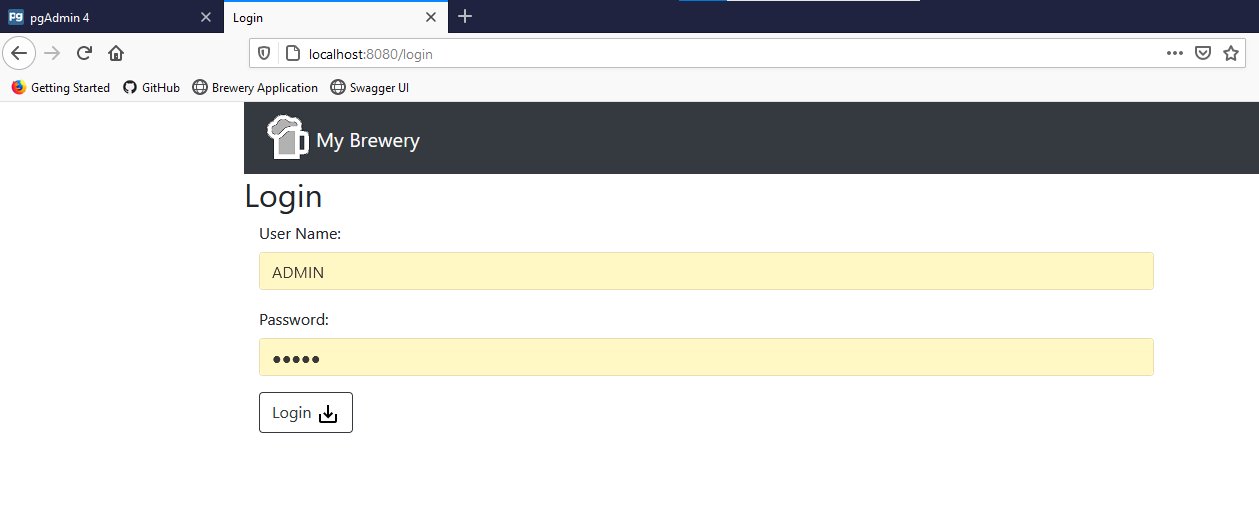 Pg pgAdmin 4
Login
localhost:8080/login
Getting Started GitHub Brewery Application Swagger UI
My Brewery
Login
User Name:
ADMIN
Password:
Login